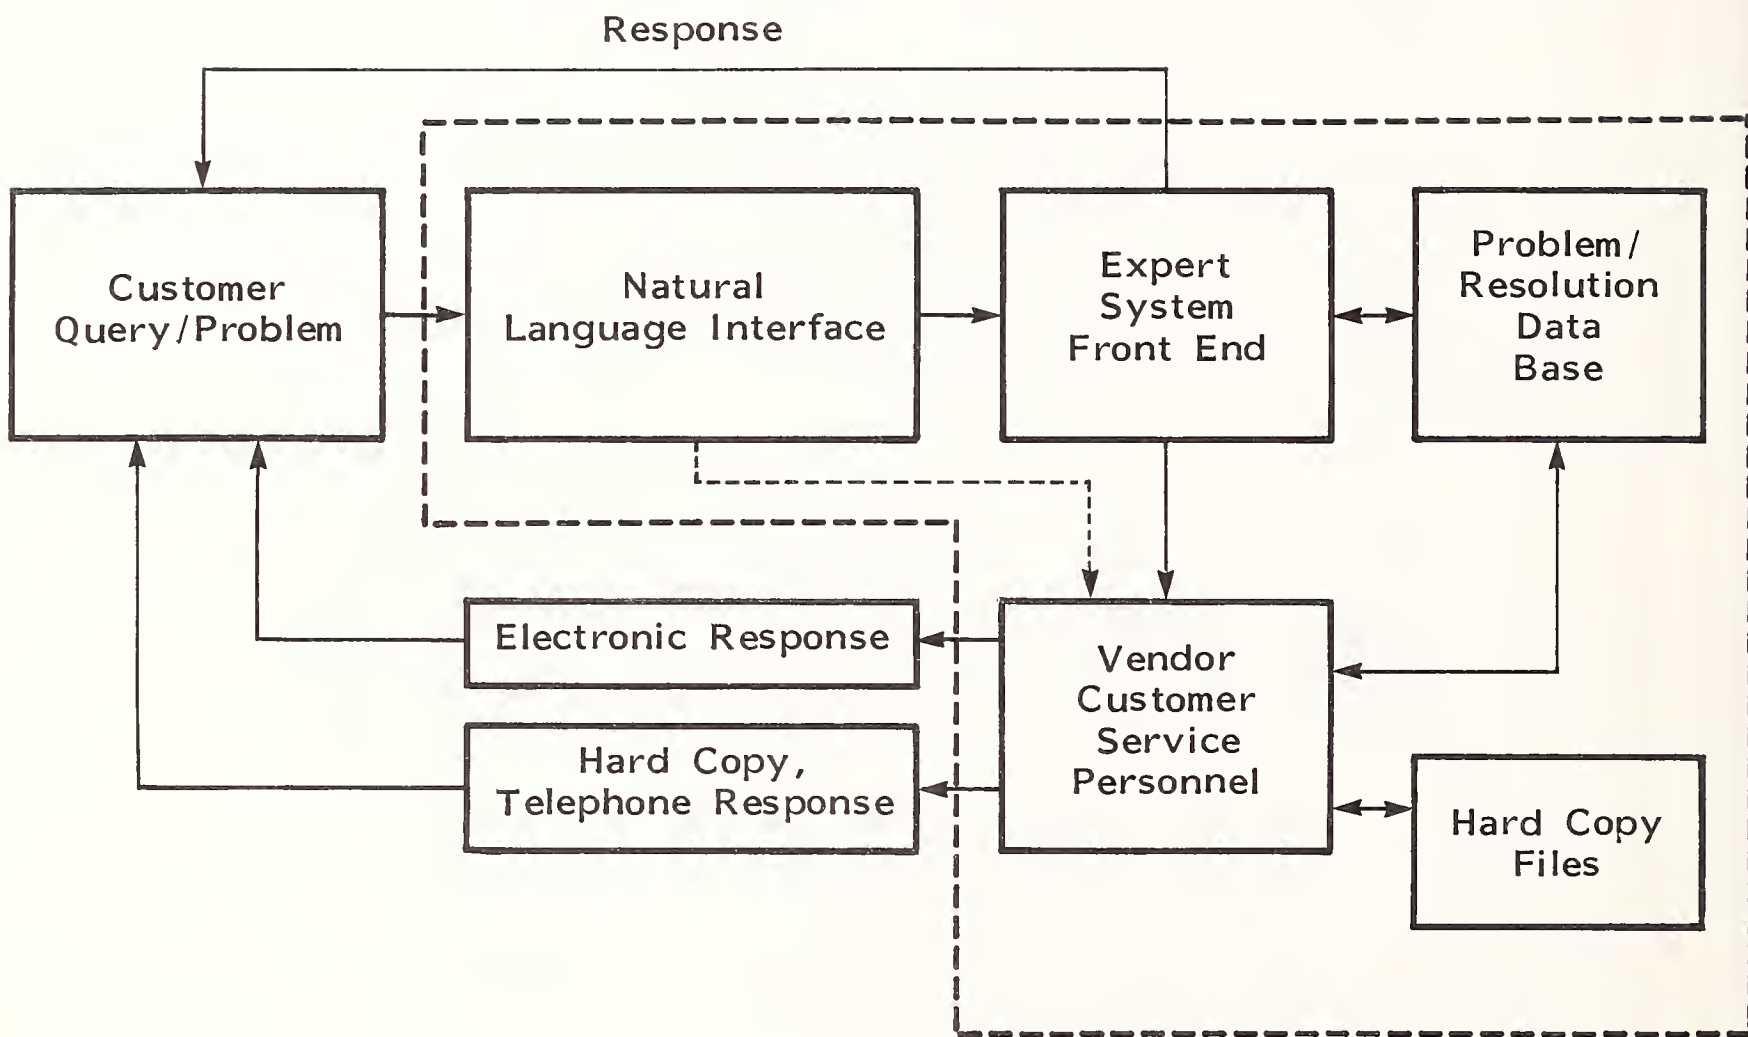 Response
Customer
Query/Problem
Natural
Language Interface
Expert
System
Front End
Problem/
Resolution
Data
Base
Electronic Response
Hard Copy,
Telephone Response
Vendor
Customer
Service
Personnel
Hard Copy
Files